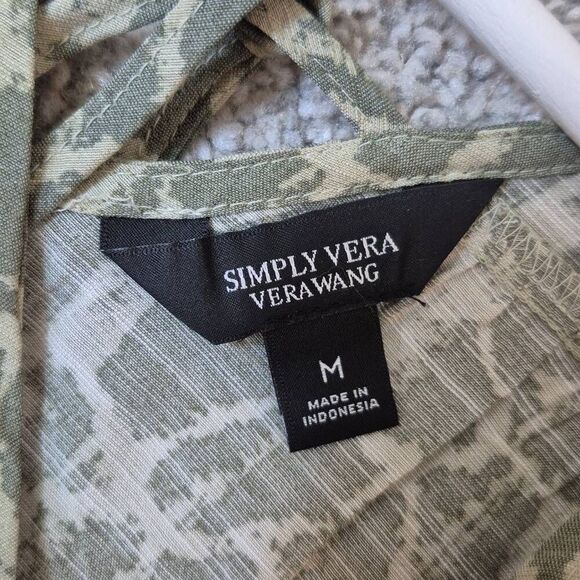 SIMPLY VERA
VERAWANG
M
MADE IN
INDONESIA